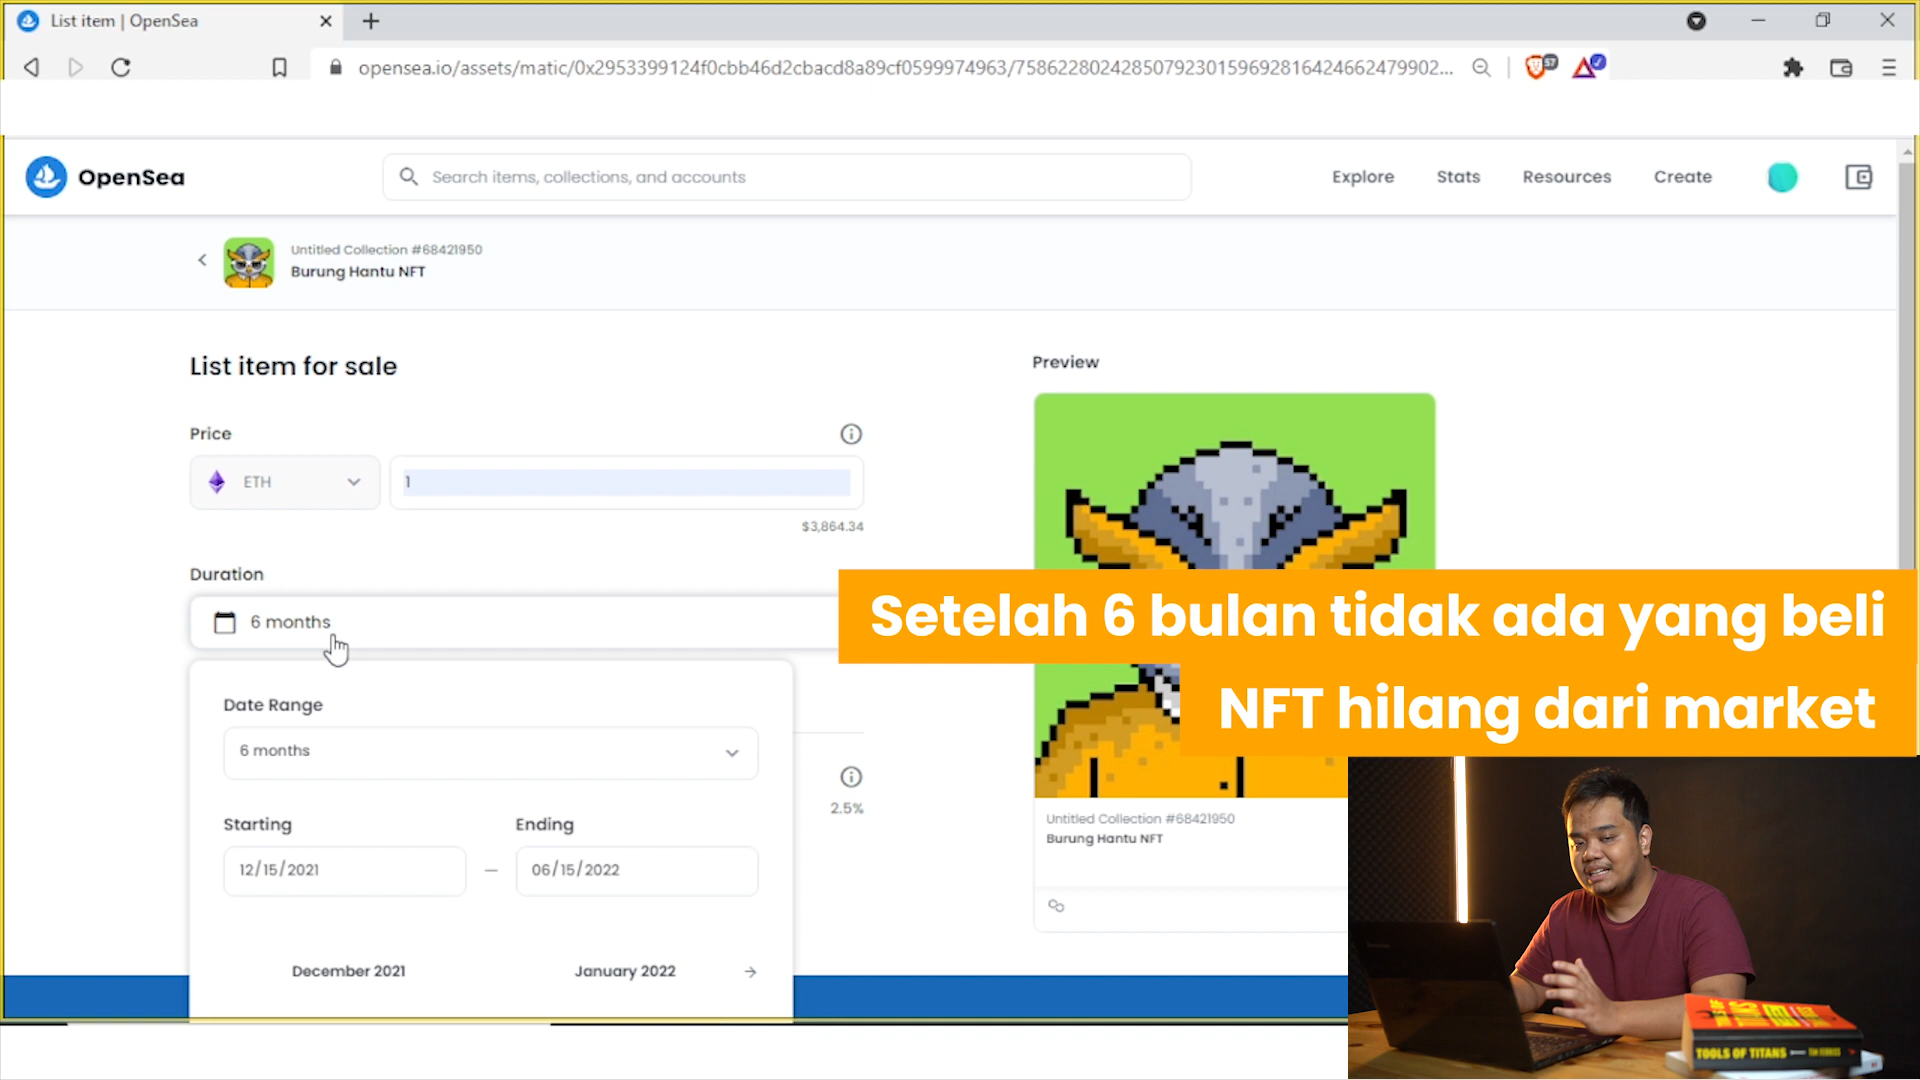 List item | OpenSea
opensea.io/assets/matic/0x2953399124f0cbb46d2cbacd8a89cf0599974963/7586228024285079230159692816424662479902...
57
OpenSea
Search items, collections, and accounts
Explore
Stats
Resources
Create
Untitled Collection #68421950
Burung Hantu NFT
List item for sale
Preview
Price
ETH
1
$3,864.34
Duration
6 months
Setelah 6 bulan tidak ada yang beli
NFT hilang dari market
Date Range
6 months
2.5%
Starting
Ending
12/15/2021
—
06/15/2022
Untitled Collection #68421950
Burung Hantu NFT
December 2021
January 2022
TOOLS OF TITANS
TIM FERRISS